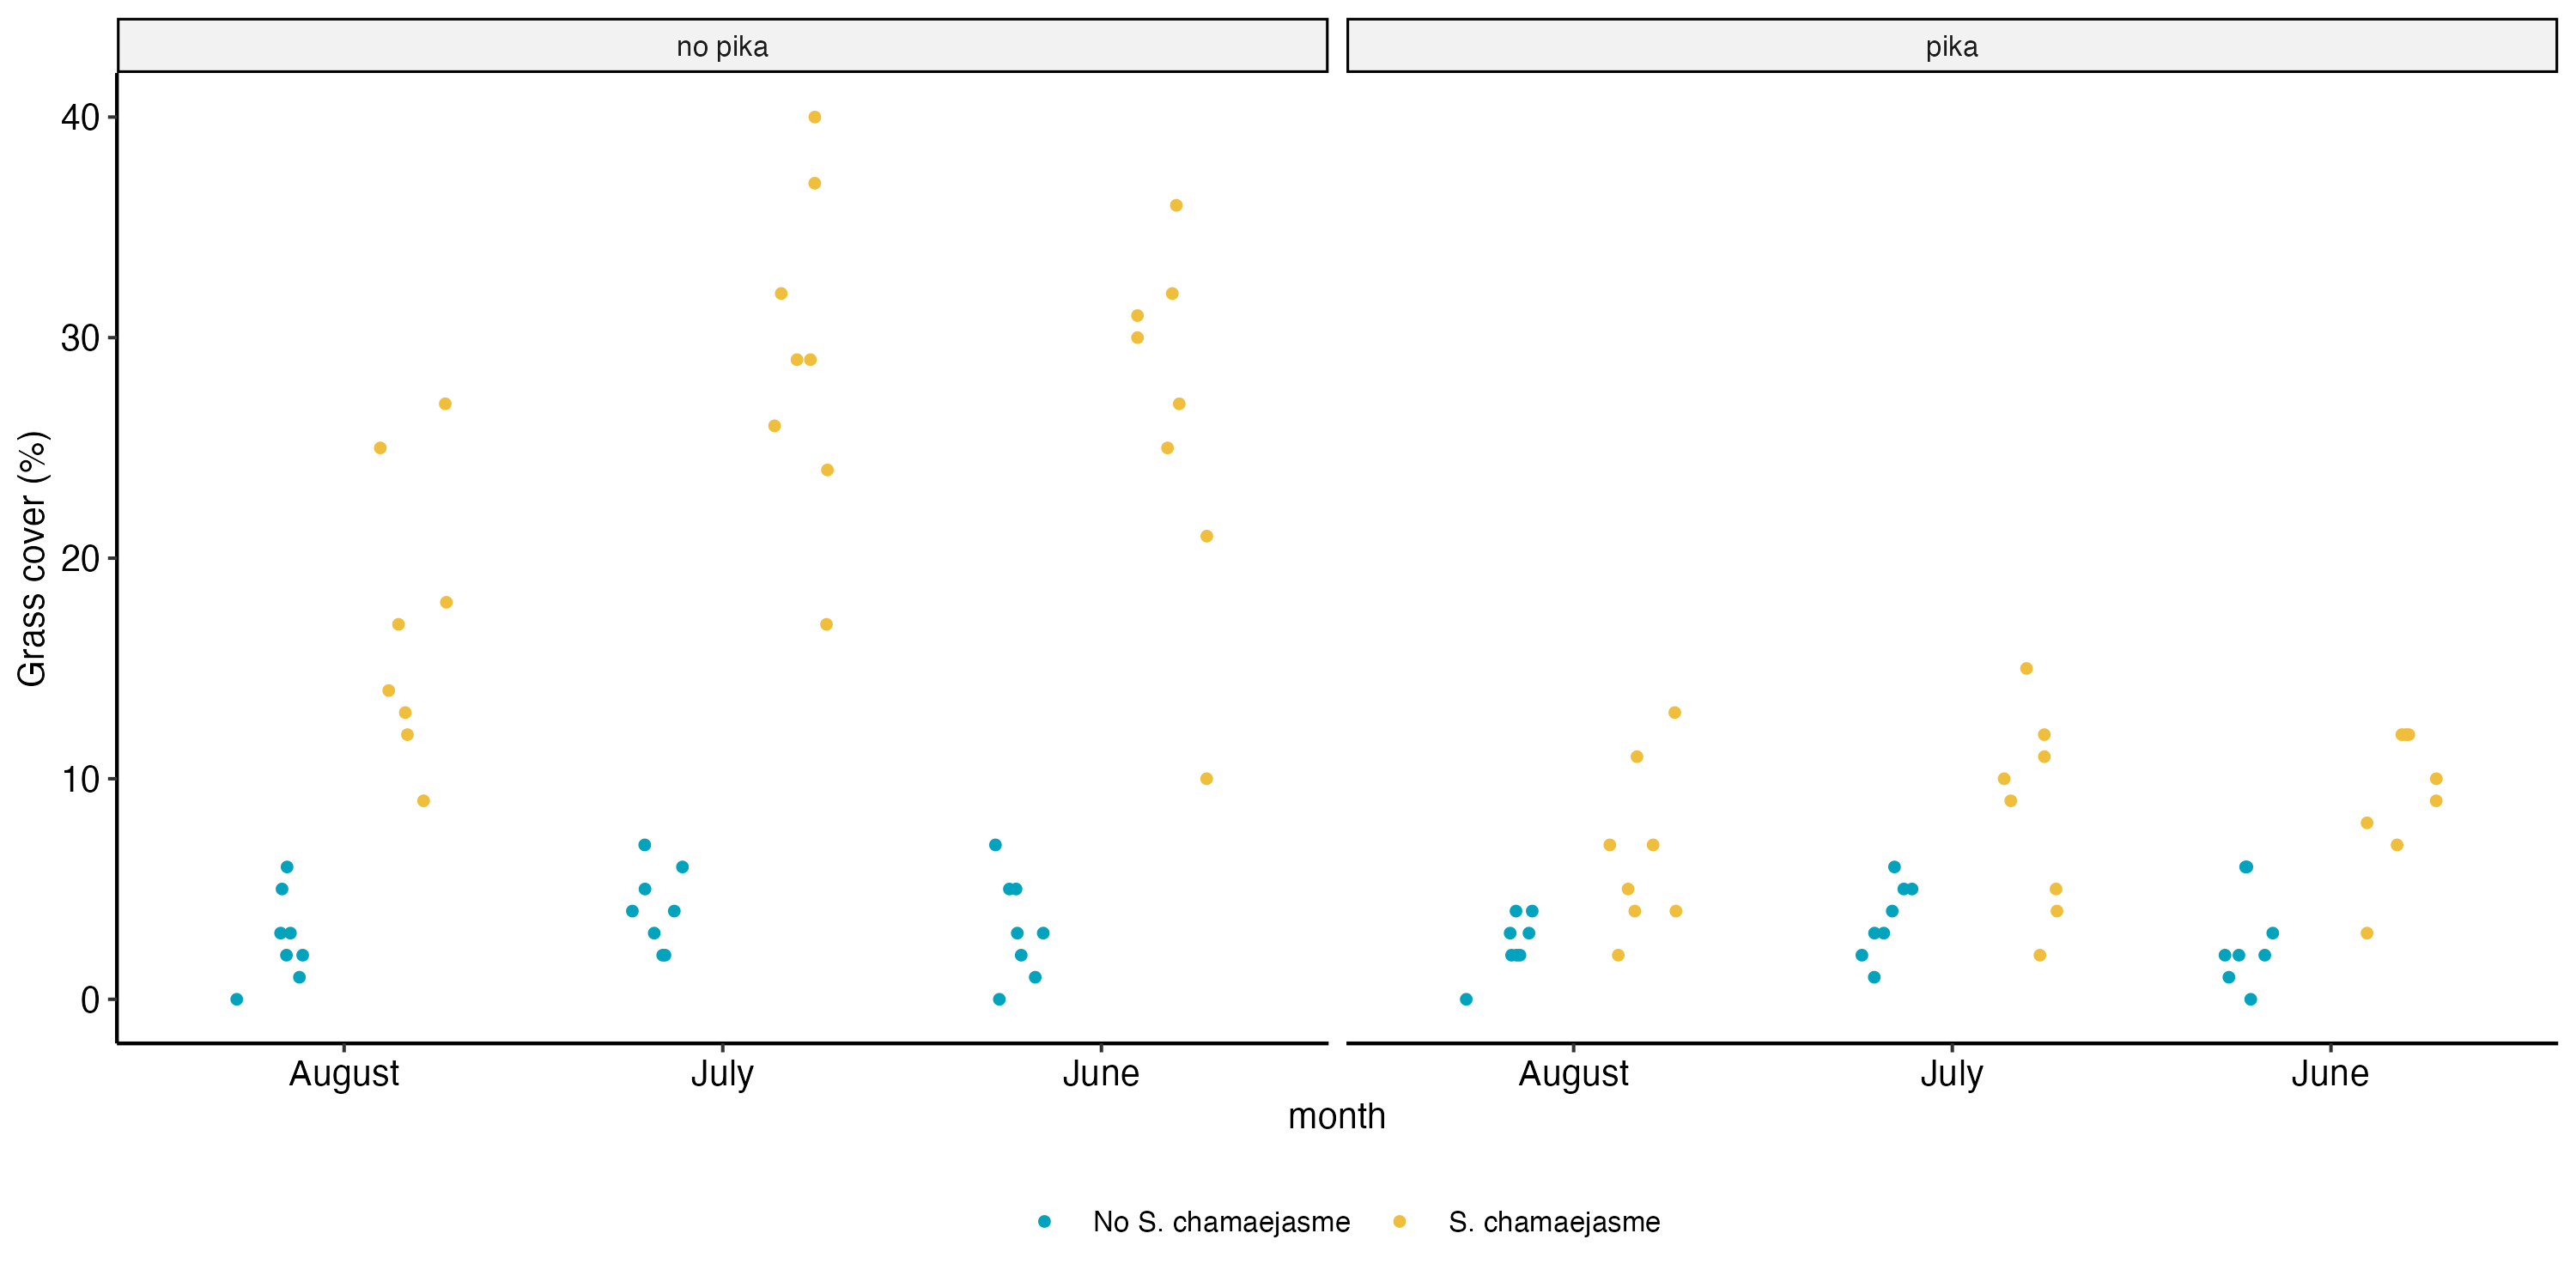 no pika
pika
40
30
20
10
0
Grass cover (%)
August
July
June
August
July
June
month
No S. chamaejasme
S. chamaejasme